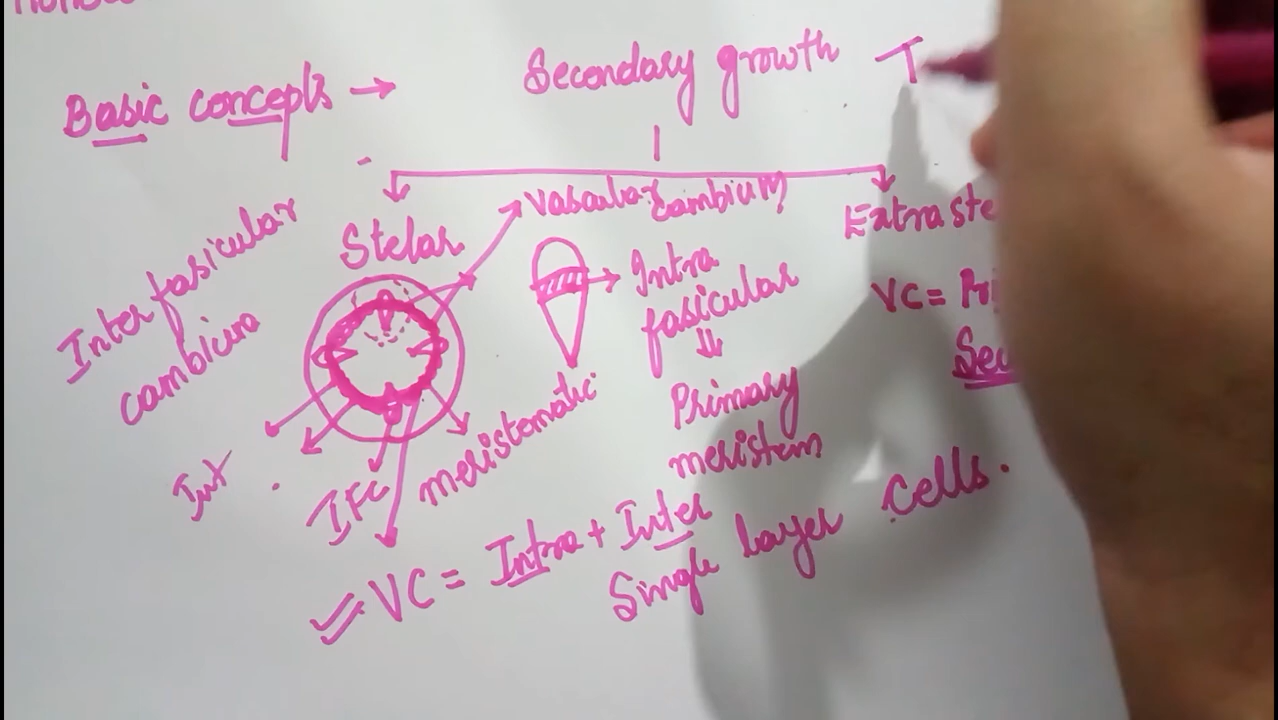 Basic concepts →
Secondary growth T
Stelar
Vascular cambium
Extra ste
Inter fasicular
cambium
Intra
fasicular
Primary
meristem
VC = Pri
Sec
meristematic
Int
IFC
VC = Intra + Inter
Single layer cells.